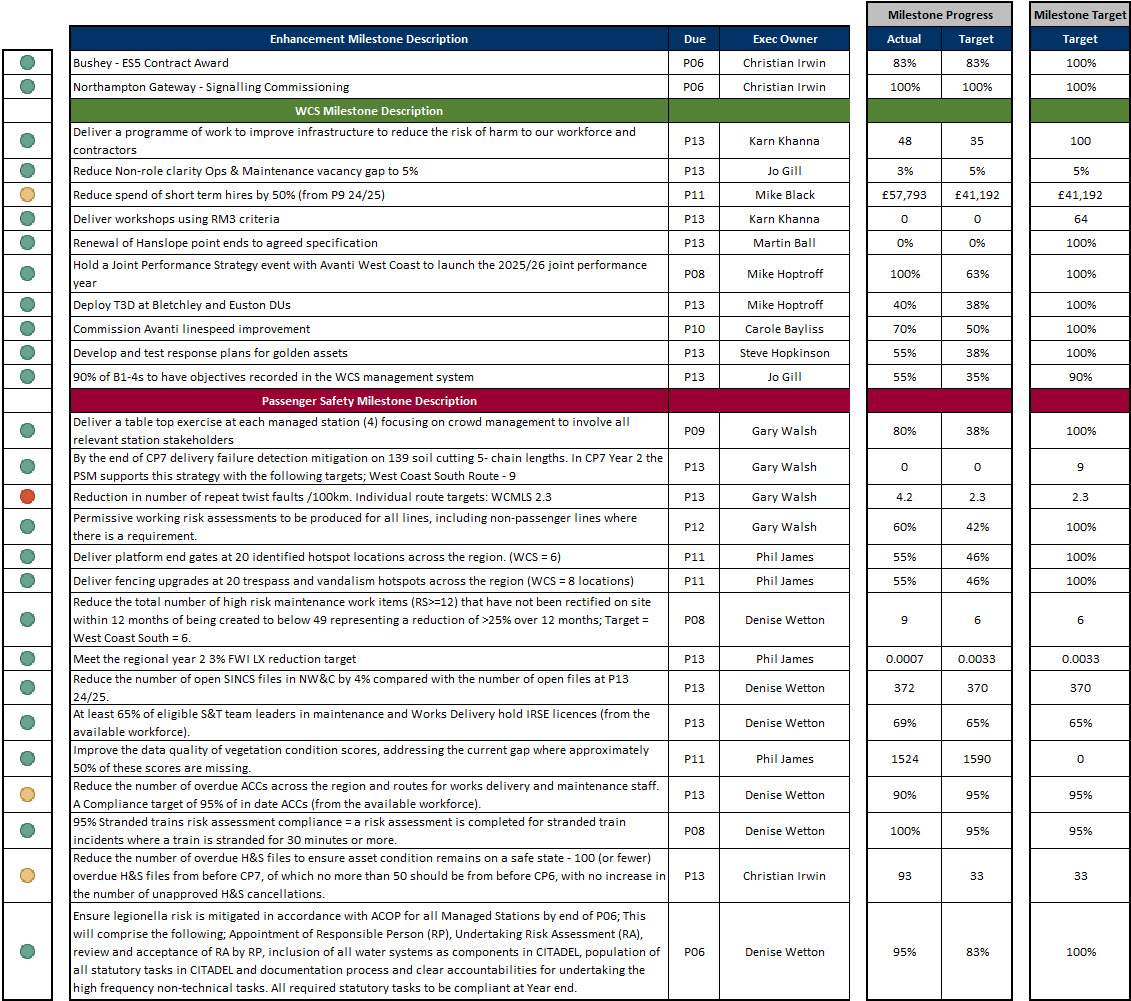 Milestone Progress Milestone Target
Enhancement Milestone Description Due Exec Owner Actual Target Target
Bushey - ES5 Contract Award P06 Christian Irwin 83% 83% 100%
Northampton Gateway - Signalling Commissioning P06 Christian Irwin 100% 100% 100%
WCS Milestone Description
Deliver a programme of work to improve infrastructure to reduce the risk of harm to our workforce and
contractors P13 Karn Khanna 48 35 100
Reduce Non-role clarity Ops & Maintenance vacancy gap to 5% P13 Jo Gill 3% 5% 5%
Reduce spend of short term hires by 50% (from P9 24/25) P11 Mike Black £57,793 £41,192 £41,192
Deliver workshops using RM3 criteria P13 Karn Khanna 0 0 64
Renewal of Hanslope point ends to agreed specification P13 Martin Ball 0% 0% 100%
Hold a Joint Performance Strategy event with Avanti West Coast to launch the 2025/26 joint performance
year P08 Mike Hoptroff 100% 63% 100%
Deploy T3D at Bletchley and Euston DUs P13 Mike Hoptroff 40% 38% 100%
Commission Avanti linespeed improvement P10 Carole Bayliss 70% 50% 100%
Develop and test response plans for golden assets P13 Steve Hopkinson 55% 38% 100%
90% of B1-4s to have objectives recorded in the WCS management system P13 Jo Gill 55% 35% 90%
Passenger Safety Milestone Description
Deliver a table top exercise at each managed station (4) focusing on crowd management to involve all
relevant station stakeholders P09 Gary Walsh 80% 38% 100%
By the end of CP7 delivery failure detection mitigation on 139 soil cutting 5- chain lengths. In CP7 Year 2 the
PSM supports this strategy with the following targets; West Coast South Route - 9 P13 Gary Walsh 0 0 9
Reduction in number of repeat twist faults /100km. Individual route targets: WCMLS 2.3 P13 Gary Walsh 4.2 2.3 2.3
Permissive working risk assessments to be produced for all lines, including non-passenger lines where
there is a requirement. P12 Gary Walsh 60% 42% 100%
Deliver platform end gates at 20 identified hotspot locations across the region. (WCS = 6) P11 Phil James 55% 46% 100%
Deliver fencing upgrades at 20 trespass and vandalism hotspots across the region (WCS = 8 locations) P11 Phil James 55% 46% 100%
Reduce the total number of high risk maintenance work items (RS>=12) that have not been rectified on site
within 12 months of being created to below 49 representing a reduction of >25% over 12 months; Target =
West Coast South = 6. P08 Denise Wetton 9 6 6
Meet the regional year 2 3% FWI LX reduction target P13 Phil James 0.0007 0.0033 0.0033
Reduce the number of open SINCS files in NW&C by 4% compared with the number of open files at P13
24/25. P13 Denise Wetton 372 370 370
At least 65% of eligible S&T team leaders in maintenance and Works Delivery hold IRSE licences (from the
available workforce). P13 Denise Wetton 69% 65% 65%
Improve the data quality of vegetation condition scores, addressing the current gap where approximately
50% of these scores are missing. P11 Phil James 1524 1590 0
Reduce the number of overdue ACCs across the region and routes for works delivery and maintenance staff.
A Compliance target of 95% of in date ACCs (from the available workforce). P13 Denise Wetton 90% 95% 95%
95% Stranded trains risk assessment compliance = a risk assessment is completed for stranded train
incidents where a train is stranded for 30 minutes or more. P08 Denise Wetton 100% 95% 95%
Reduce the number of overdue H&S files to ensure asset condition remains on a safe state - 100 (or fewer)
overdue H&S files from before CP7, of which no more than 50 should be from before CP6, with no increase in
the number of unapproved H&S cancellations. P13 Christian Irwin 93 33 33
Ensure legionella risk is mitigated in accordance with ACOP for all Managed Stations by end of P06; This
will comprise the following; Appointment of Responsible Person (RP), Undertaking Risk Assessment (RA),
review and acceptance of RA by RP, inclusion of all water systems as components in CITADEL, population of
all statutory tasks in CITADEL and documentation process and clear accountabilities for undertaking the
high frequency non-technical tasks. All required statutory tasks to be compliant at Year end. P06 Denise Wetton 95% 83% 100%